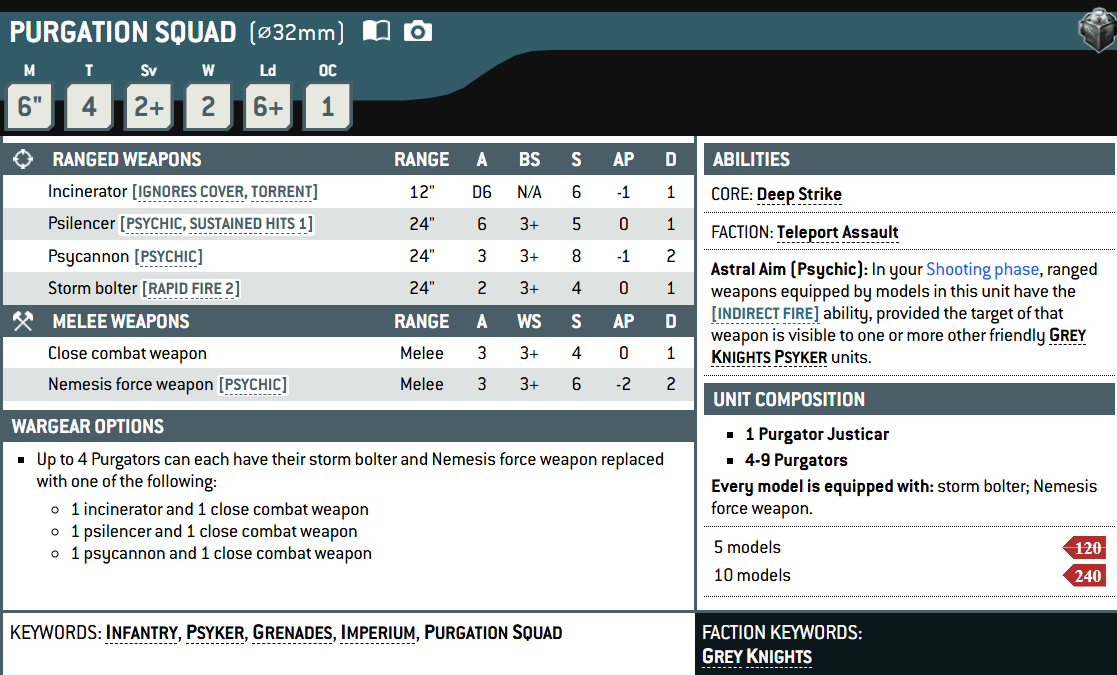 PURGATION SQUAD (⌀32mm)
M T Sv W Ld OC
6" 4 2+ 2 6+ 1
RANGED WEAPONS RANGE A BS S AP D
Incinerator [IGNORES COVER, TORRENT] 12" D6 N/A 6 -1 1
Psilencer [PSYCHIC, SUSTAINED HITS 1] 24" 6 3+ 5 0 1
Psycannon [PSYCHIC] 24" 3 3+ 8 -1 2
Storm bolter [RAPID FIRE 2] 24" 2 3+ 4 0 1
MELEE WEAPONS RANGE A WS S AP D
Close combat weapon Melee 3 3+ 4 0 1
Nemesis force weapon [PSYCHIC] Melee 3 3+ 6 -2 2
WARGEAR OPTIONS
▪ Up to 4 Purgators can each have their storm bolter and Nemesis force weapon replaced
with one of the following:
◦ 1 incinerator and 1 close combat weapon
◦ 1 psilencer and 1 close combat weapon
◦ 1 psycannon and 1 close combat weapon
ABILITIES
CORE: Deep Strike
FACTION: Teleport Assault
Astral Aim (Psychic): In your Shooting phase, ranged
weapons equipped by models in this unit have the
[INDIRECT FIRE] ability, provided the target of that
weapon is visible to one or more other friendly GREY
KNIGHTS PSYKER units.
UNIT COMPOSITION
▪ 1 Purgator Justicar
▪ 4-9 Purgators
Every model is equipped with: storm bolter; Nemesis
force weapon.
5 models 120
10 models 240
KEYWORDS: INFANTRY, PSYKER, GRENADES, IMPERIUM, PURGATION SQUAD
FACTION KEYWORDS:
GREY KNIGHTS